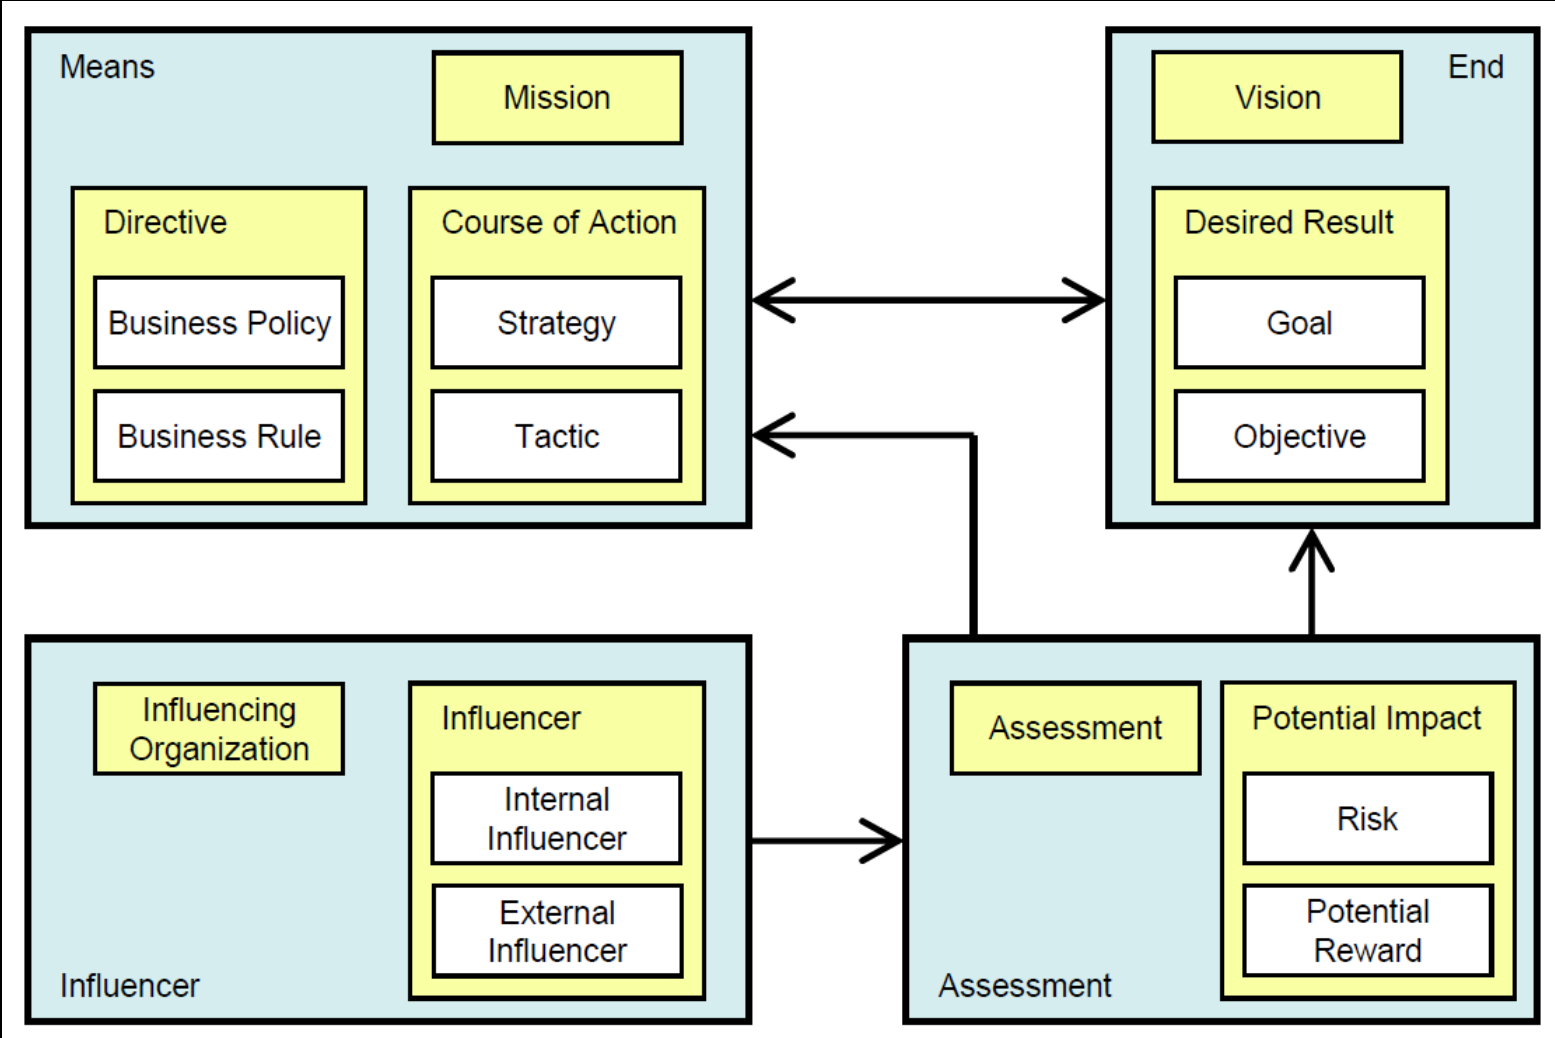 Means
Mission
Directive
Business Policy
Business Rule
Course of Action
Strategy
Tactic
End
Vision
Desired Result
Goal
Objective
Influencing
Organization
Influencer
Internal
Influencer
External
Influencer
Influencer
Assessment
Potential Impact
Risk
Potential
Reward
Assessment